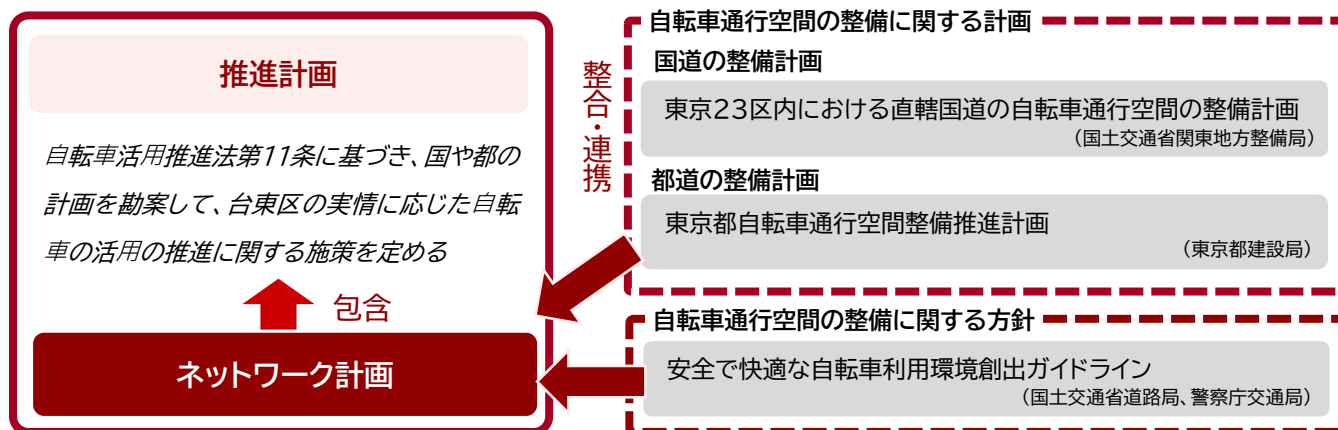 推進計画
自転車活用推進法第11条に基づき、国や都の
計画を勘案して、台東区の実情に応じた自転
車の活用の推進に関する施策を定める
包含
ネットワーク計画
整合・連携
自転車通行空間の整備に関する計画
国道の整備計画
東京23区内における直轄国道の自転車通行空間の整備計画
（国土交通省関東地方整備局）
都道の整備計画
東京都自転車通行空間整備推進計画
（東京都建設局）
自転車通行空間の整備に関する方針
安全で快適な自転車利用環境創出ガイドライン
（国土交通省道路局、警察庁交通局）